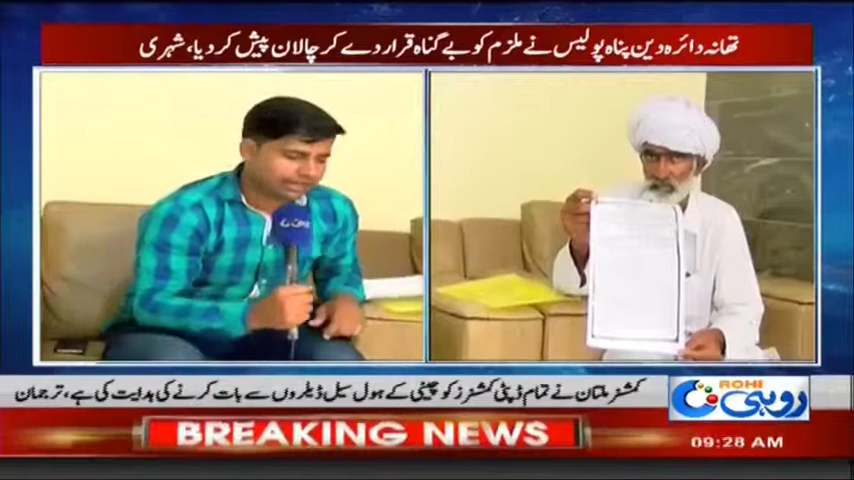 تھانہ دائرہ دین پناہ پولیس نے ملزم کو بے گناہ قرار دے کر چالان پیش کر دیا، شہری
کمشنر ملتان نے تمام ڈپٹی کمشنرز کو چینی کے ہول سیل ڈیلروں سے بات کرنے کی ہدایت کی ہے، ترجمان
ROHI
روہی
BREAKING NEWS
09:28 AM